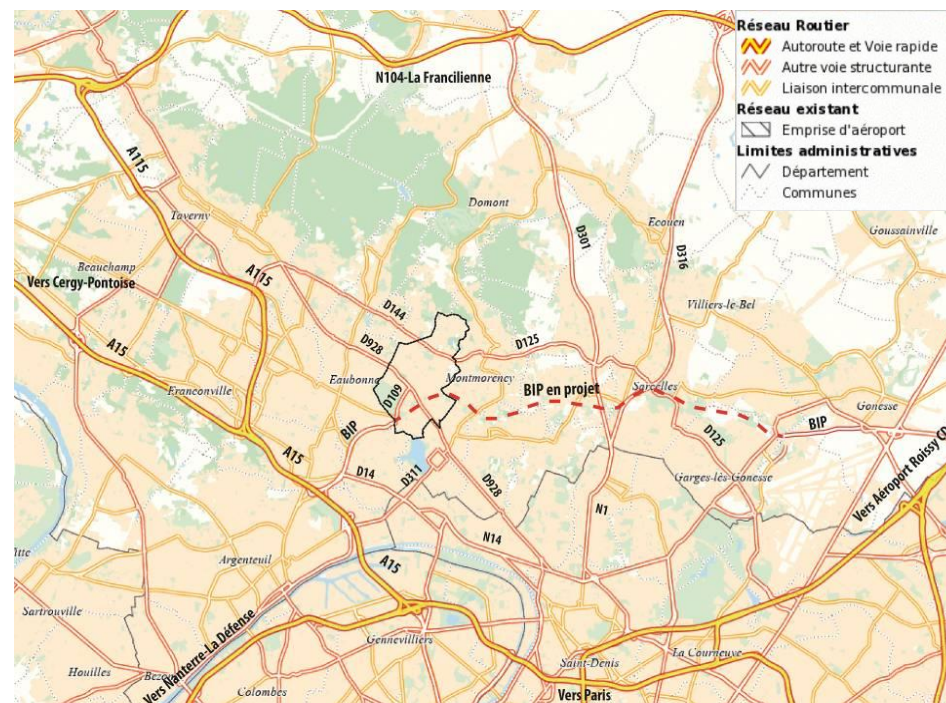 Réseau Routier
Autoroute et Voie rapide
Autre voie structurante
Liaison intercommunale
Réseau existant
Emprise d'aéroport
Limites administratives
Département
Communes
N104-La Francilienne
A115
Taverny
Domont
Ecouen
D301
D316
Goussainville
Beauchamp
Vers Cergy-Pontoise
A115
D144
Villiers-le-Bel
A15
D928
D125
Franconville
Eaubonne
D109
Montmorency
BIP en projet
Sarcelles
Gonesse
BIP
BIP
D125
A15
D14
D311
D928
Garges-lès-Gonesse
Vers Aéroport Roissy
N1
N14
Argenteuil
A15
Sartrouville
Vers Nanterre-La Défense
Gennevilliers
La Courneuve
Saint-Denis
Houilles
Colombes
Vers Paris